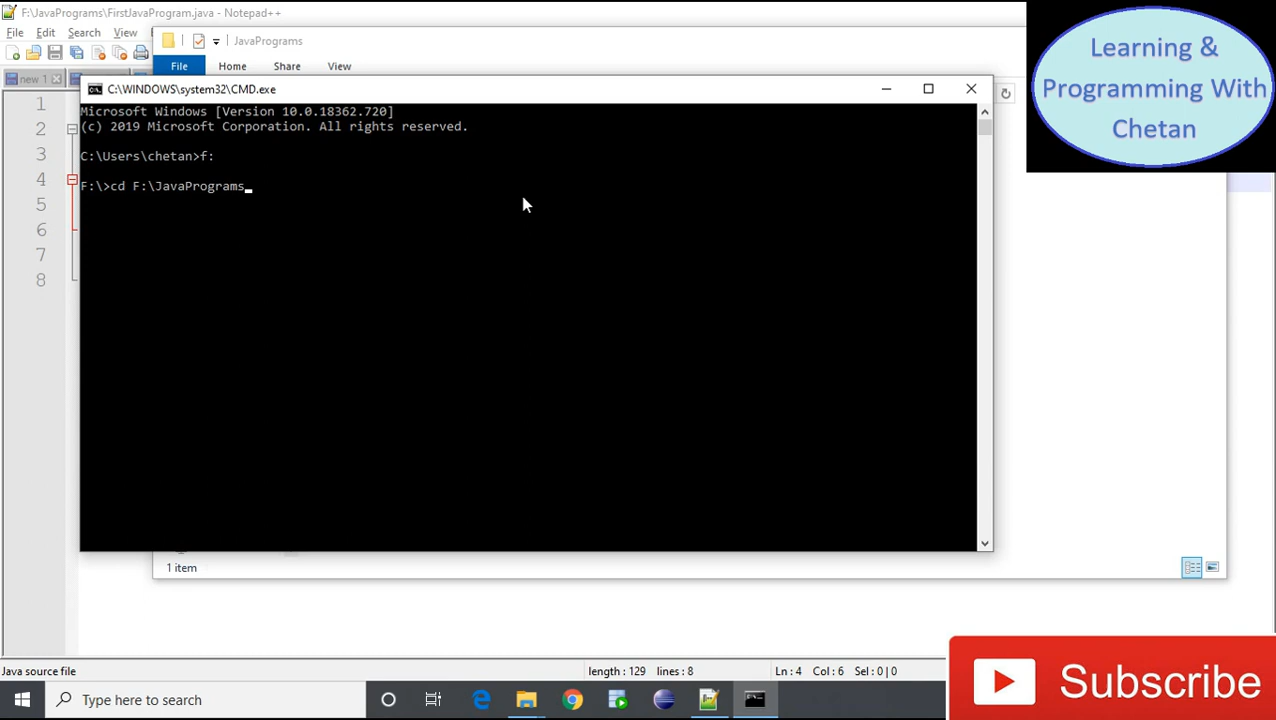 F:\JavaPrograms\FirstJavaProgram.java - Notepad++
File Edit Search View
JavaPrograms
new 1
File Home Share View
C:\WINDOWS\system32\CMD.exe
Microsoft Windows [Version 10.0.18362.720]
(c) 2019 Microsoft Corporation. All rights reserved.
C:\Users\chetan>f:
F:\>cd F:\JavaPrograms
1
2
3
4
5
6
7
8
Learning &
Programming With
Chetan
1 item
Java source file length : 129 lines : 8 Ln : 4 Col : 6 Sel : 0 | 0
Type here to search
Subscribe